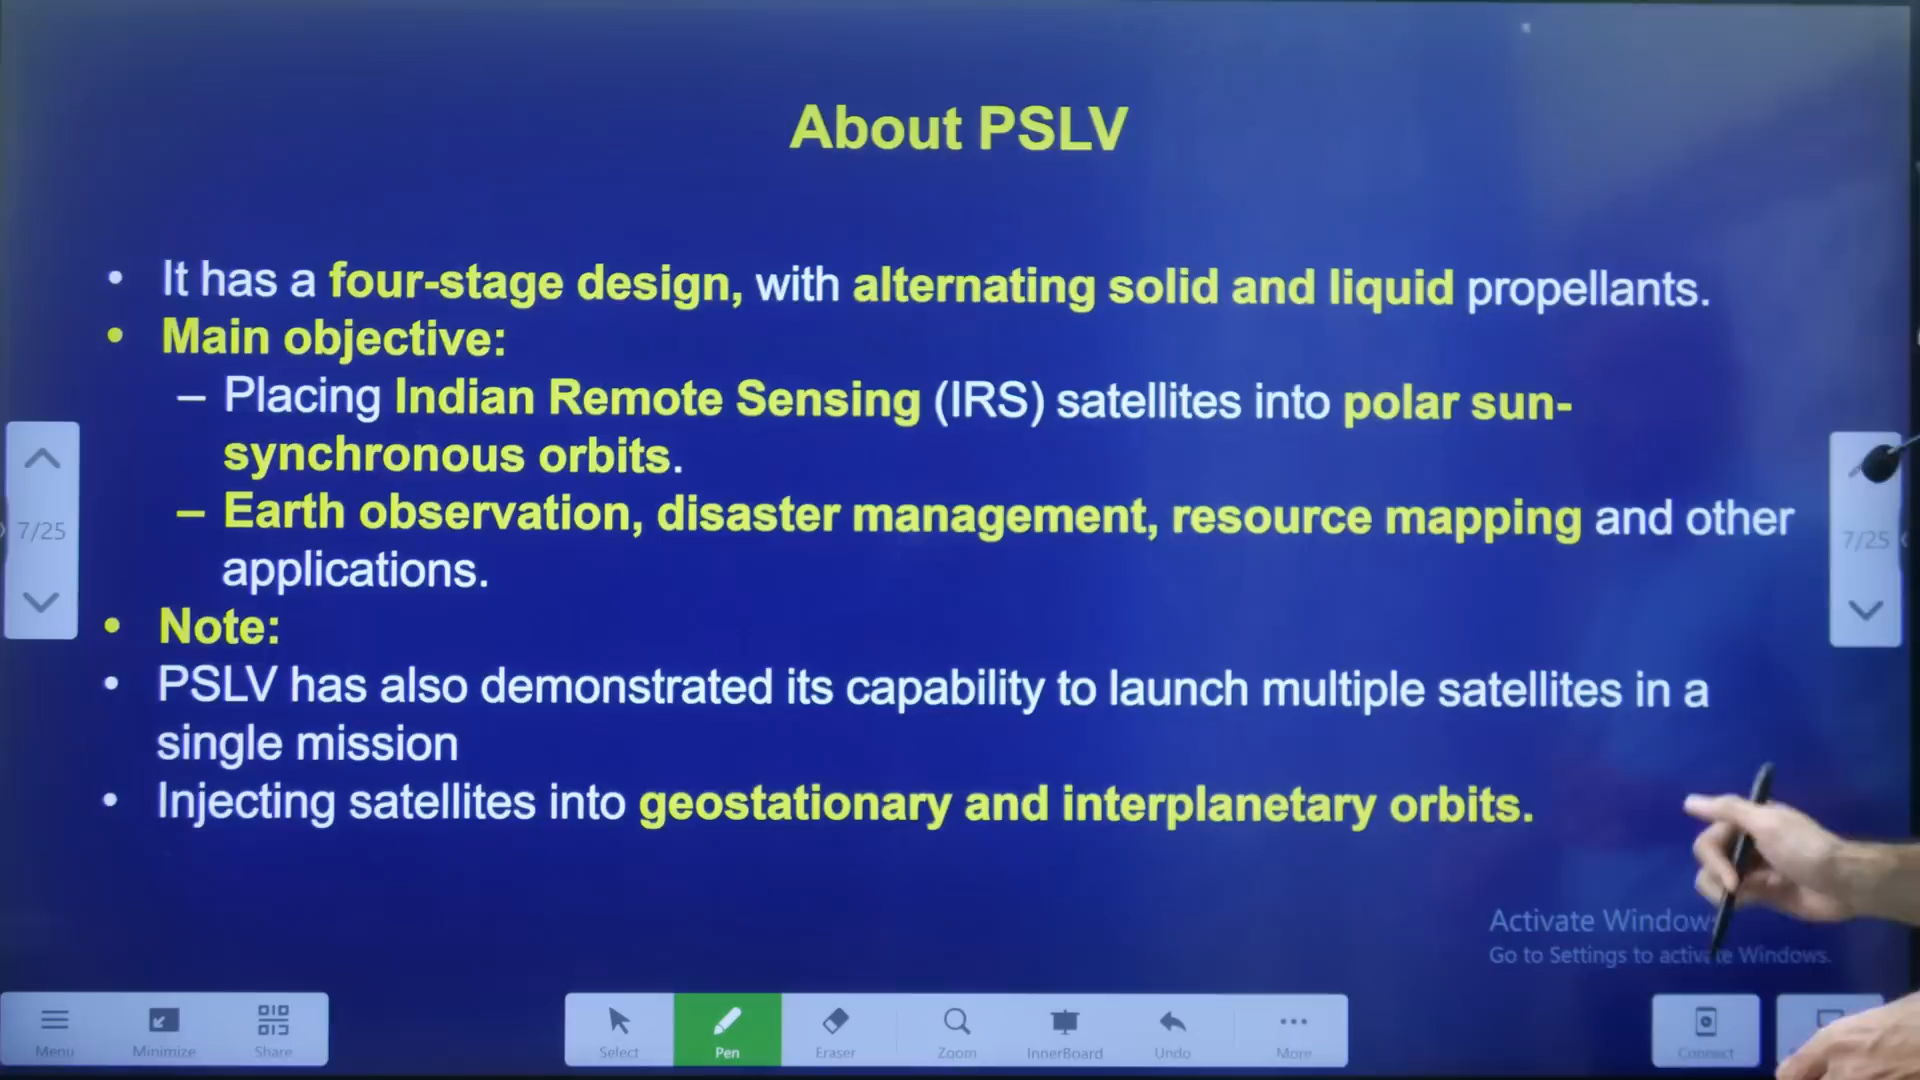 About PSLV
• It has a four-stage design, with alternating solid and liquid propellants.
• Main objective:
– Placing Indian Remote Sensing (IRS) satellites into polar sun-
synchronous orbits.
– Earth observation, disaster management, resource mapping and other
applications.
• Note:
• PSLV has also demonstrated its capability to launch multiple satellites in a
single mission
• Injecting satellites into geostationary and interplanetary orbits.
7/25
7/25
Activate Windows
Go to Settings to activate Windows.
Menu Minimize Share Select Pen Eraser Zoom InnerBoard Undo More Connect